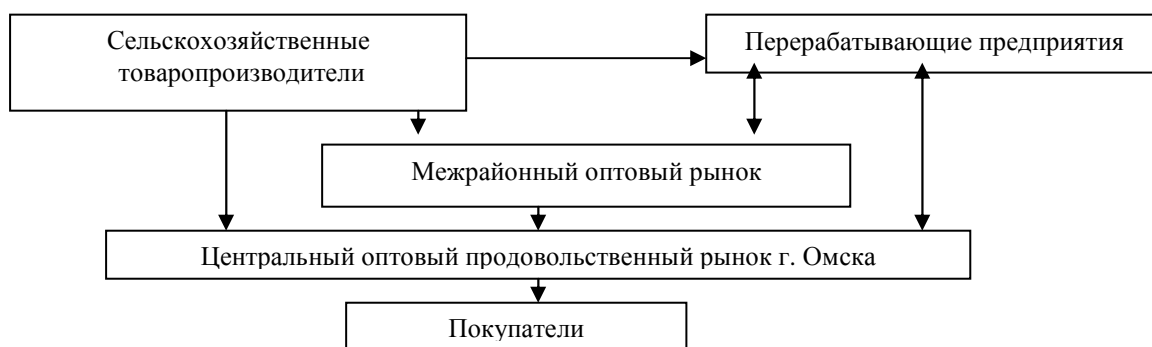 Сельскохозяйственные
товаропроизводители
Перерабатывающие предприятия
Межрайонный оптовый рынок
Центральный оптовый продовольственный рынок г. Омска
Покупатели